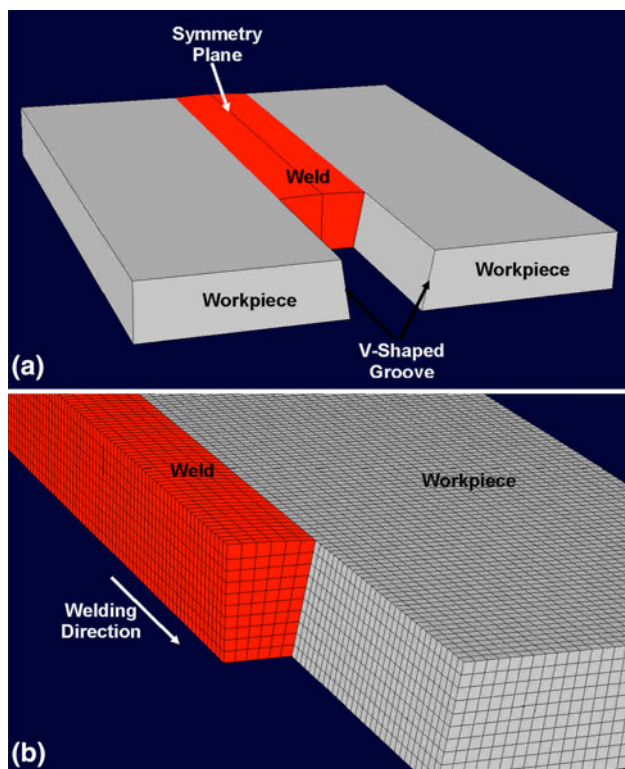 Symmetry
Plane
Weld
Workpiece
Workpiece
V-Shaped
Groove
(a)
Weld
Workpiece
Welding
Direction
(b)